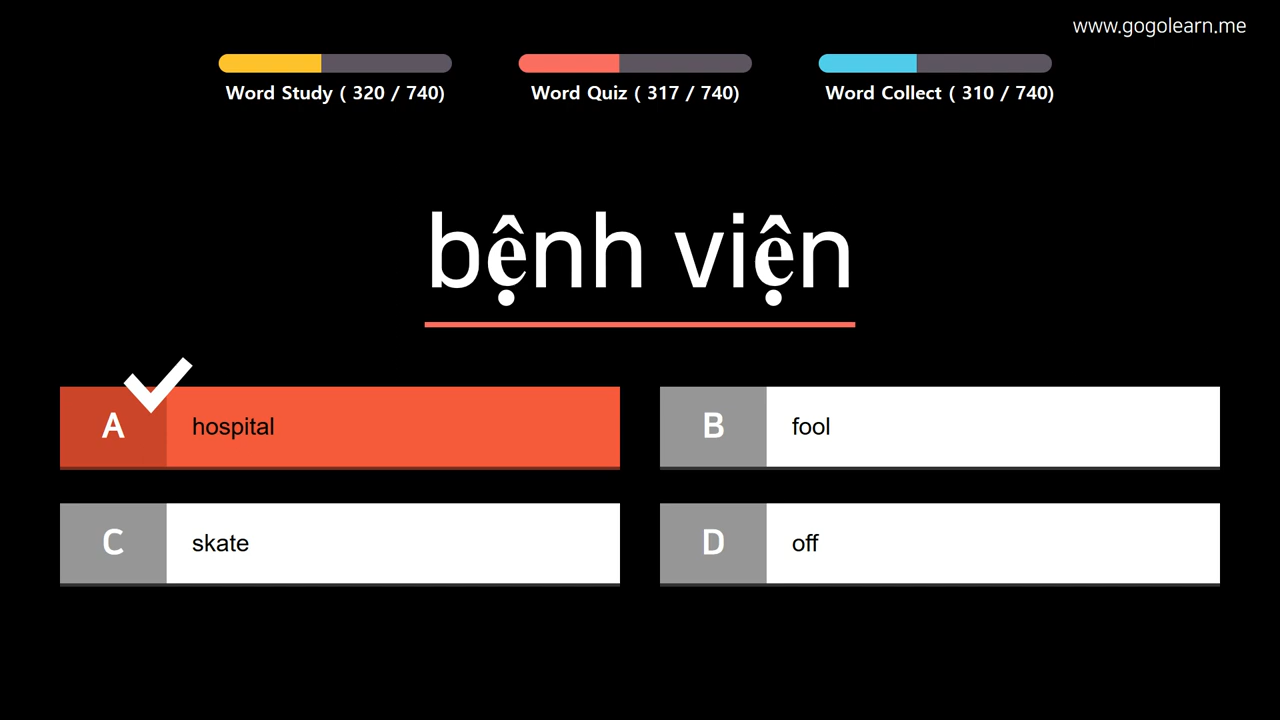 www.gogolearn.me
Word Study ( 320 / 740)
Word Quiz ( 317 / 740)
Word Collect ( 310 / 740)
bệnh viện
A hospital
B fool
C skate
D off